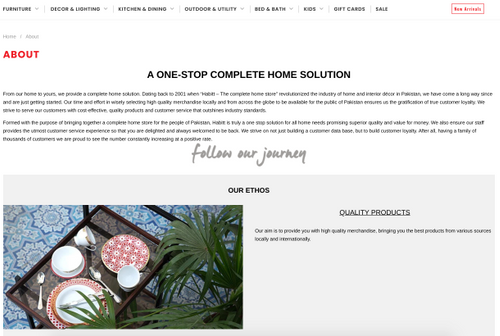 FURNITURE DECOR & LIGHTING KITCHEN & DINING OUTDOOR & UTILITY BED & BATH KIDS GIFT CARDS SALE New Arrivals
Home / About
ABOUT
A ONE-STOP COMPLETE HOME SOLUTION
From our home to yours, we provide a complete home solution. Dating back to 2001 when "Habitt – The complete home store" revolutionized the industry of home and interior décor in Pakistan, we have come a long way since
and are just getting started. Our time and effort in wisely selecting high-quality merchandise locally and from across the globe to be available for the public of Pakistan ensures us the gratification of true customer loyalty. We
strive to serve our customers with cost-effective, quality products and customer service that outshines industry standards.
Formed with the purpose of bringing together a complete home store for the people of Pakistan, Habitt is truly a one stop solution for all home needs promising superior quality and value for money. We also ensure our staff
provides the utmost customer service experience so that you are delighted and always welcomed to be back. We strive on not just building a customer data base, but to build customer loyalty. After all, having a family of
thousands of customers we are proud to see the number constantly increasing at a positive rate.
follow our journey
OUR ETHOS
QUALITY PRODUCTS
Our aim is to provide you with high quality merchandise, bringing you the best products from various sources
locally and internationally.